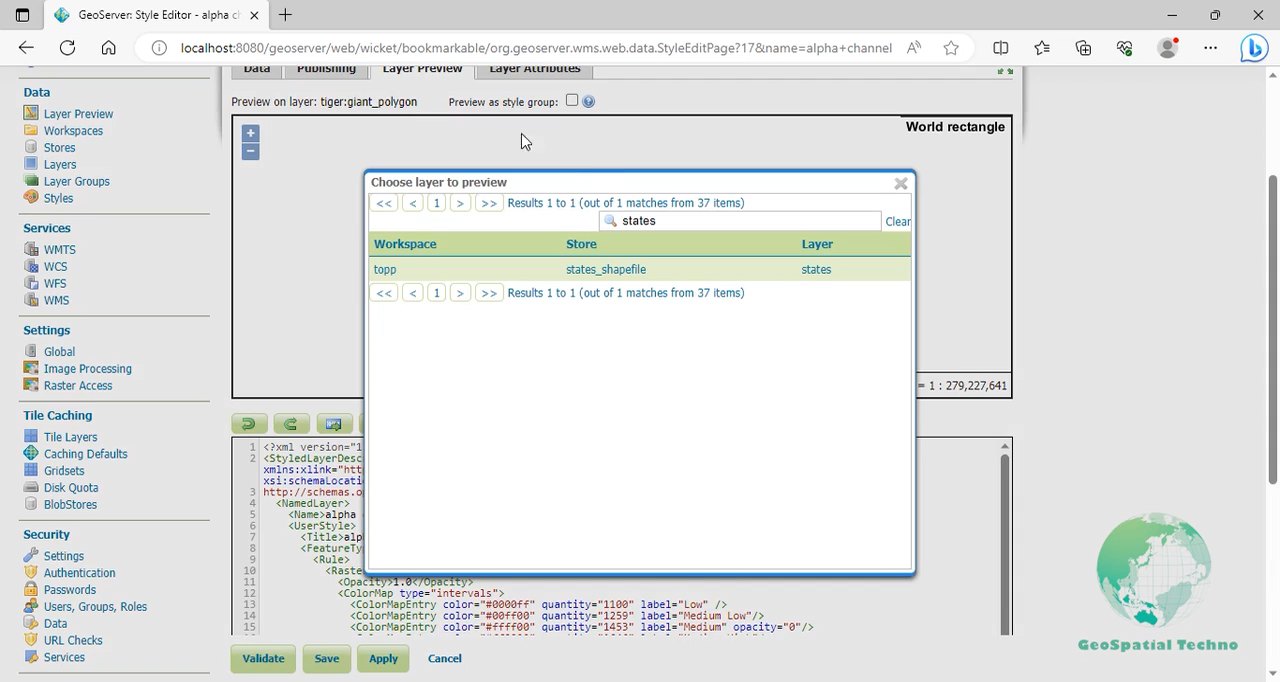 GeoServer: Style Editor - alpha ch
localhost:8080/geoserver/web/wicket/bookmarkable/org.geoserver.wms.web.data.StyleEditPage?17&name=alpha+channel
Data
Layer Preview
Workspaces
Stores
Layers
Layer Groups
Styles
Services
WMTS
WCS
WFS
WMS
Settings
Global
Image Processing
Raster Access
Tile Caching
Tile Layers
Caching Defaults
Gridsets
Disk Quota
BlobStores
Security
Settings
Authentication
Passwords
Users, Groups, Roles
Data
URL Checks
Services
Data Publishing Layer Preview Layer Attributes
Preview on layer: tiger:giant_polygon Preview as style group:
+
−
World rectangle
= 1 : 279,227,641
Choose layer to preview
<< < 1 > >> Results 1 to 1 (out of 1 matches from 37 items)
states Clear
Workspace Store Layer
topp states_shapefile states
<< < 1 > >> Results 1 to 1 (out of 1 matches from 37 items)
1 <?xml version="1
2 <StyledLayerDesc
xmlns:xlink="htt
xsi:schemaLocati
3 http://schemas.o
4 <NamedLayer>
5 <Name>alpha
6 <UserStyle>
7 <Title>alp
8 <FeatureTy
9 <Rule>
10 <Raste
11 <Opacity>1.0</Opacity>
12 <ColorMap type="intervals">
13 <ColorMapEntry color="#0000ff" quantity="1100" label="Low" />
14 <ColorMapEntry color="#00ff00" quantity="1259" label="Medium Low"/>
15 <ColorMapEntry color="#ffff00" quantity="1453" label="Medium" opacity="0"/>
Validate Save Apply Cancel
GeoSpatial Techno